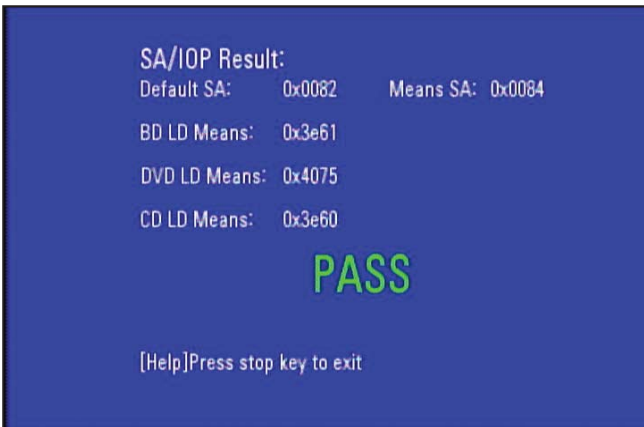 SA/IOP Result:
Default SA: 0x0082 Means SA: 0x0084
BD LD Means: 0x3e61
DVD LD Means: 0x4075
CD LD Means: 0x3e60
PASS
[Help]Press stop key to exit